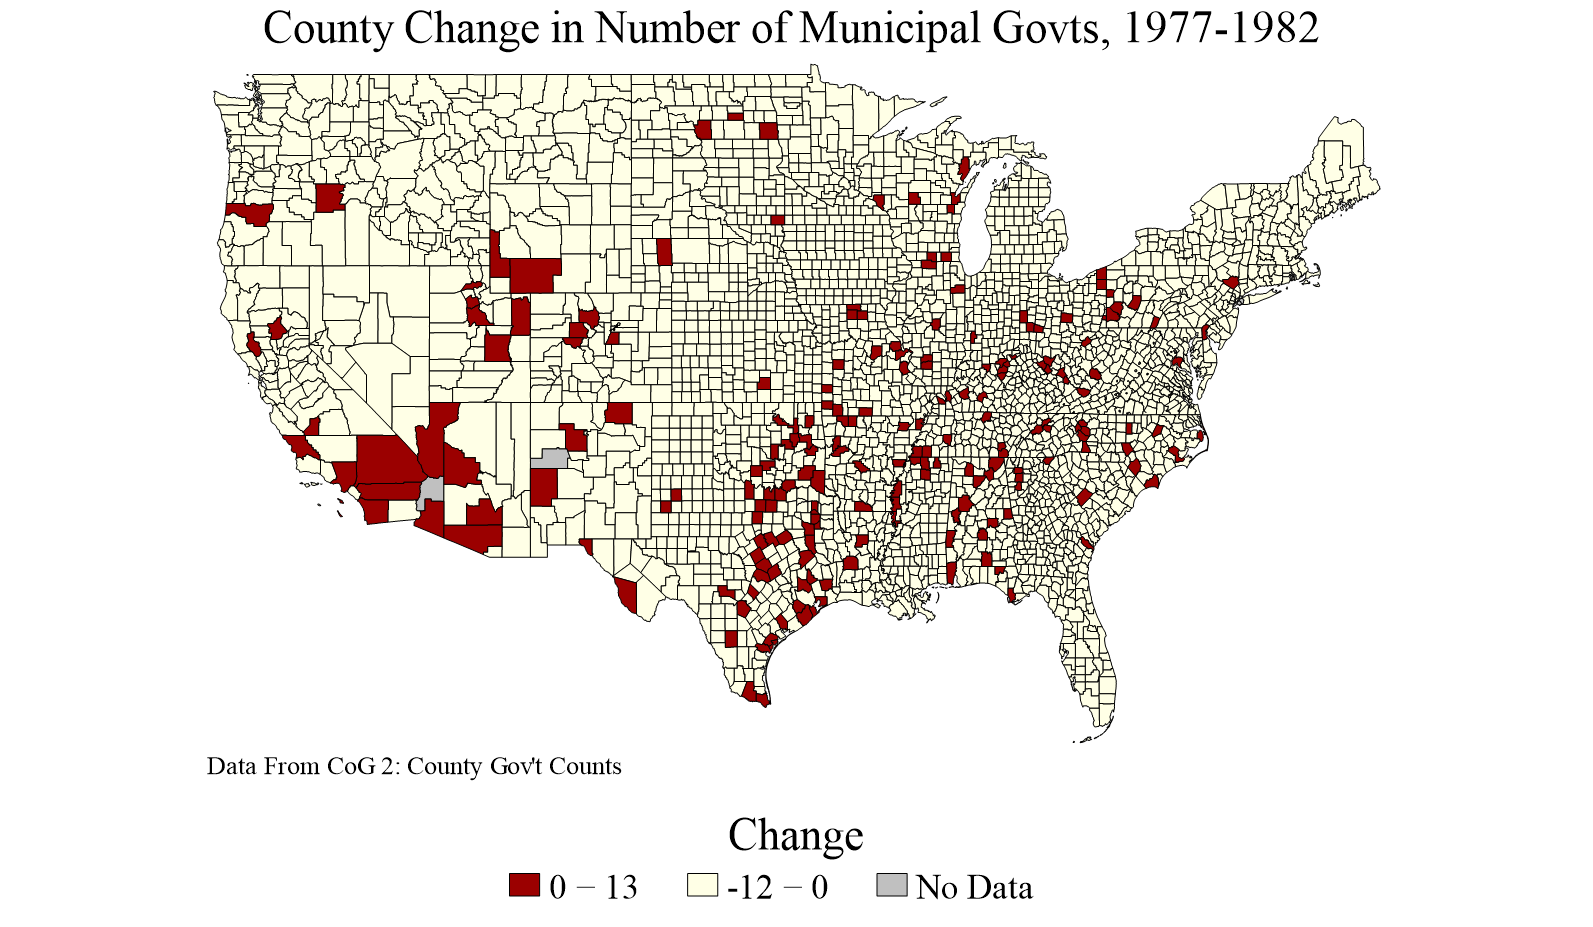 County Change in Number of Municipal Govts, 1977-1982
Data From CoG 2: County Gov't Counts
Change
0 − 13
-12 − 0
No Data